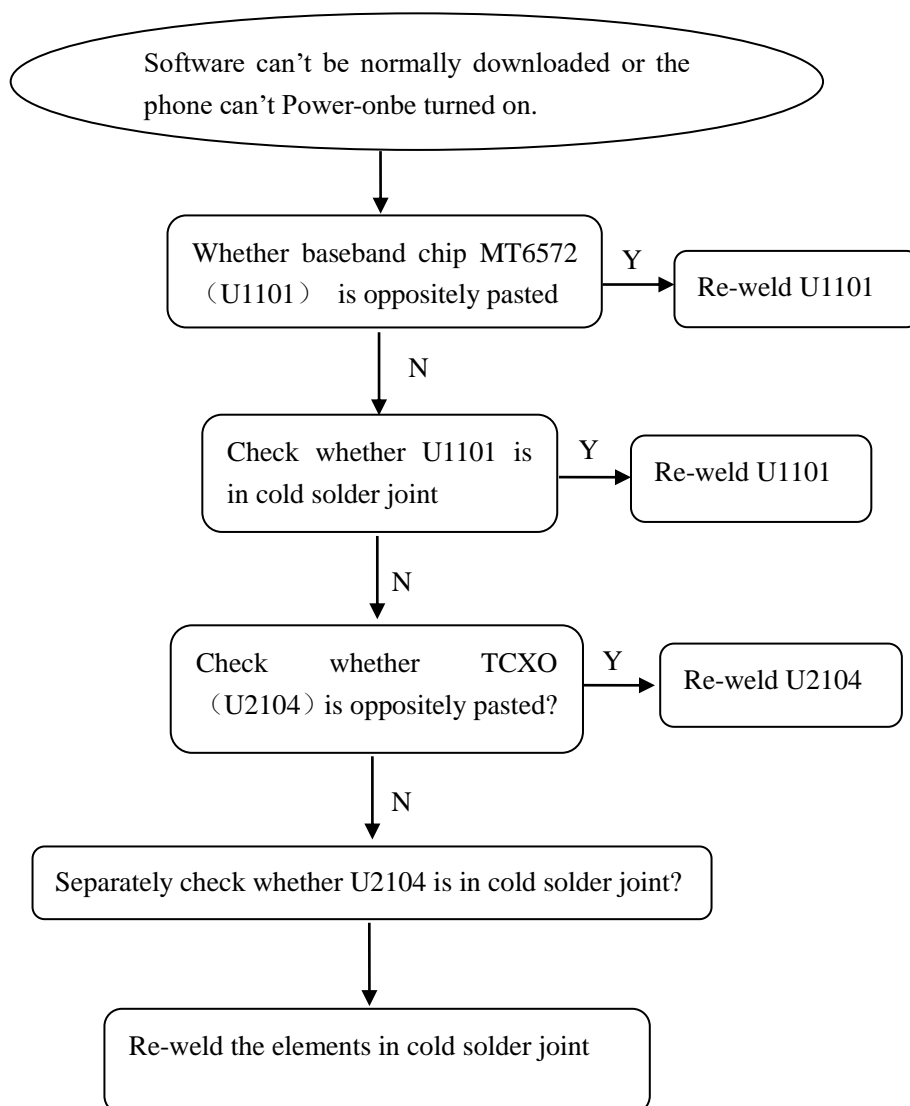 Software can’t be normally downloaded or the
phone can’t Power-onbe turned on.
Whether baseband chip MT6572
（U1101） is oppositely pasted
Y
Re-weld U1101
N
Check whether U1101 is
in cold solder joint
Y
Re-weld U1101
N
Check whether TCXO
（U2104）is oppositely pasted?
Y
Re-weld U2104
N
Separately check whether U2104 is in cold solder joint?
Re-weld the elements in cold solder joint